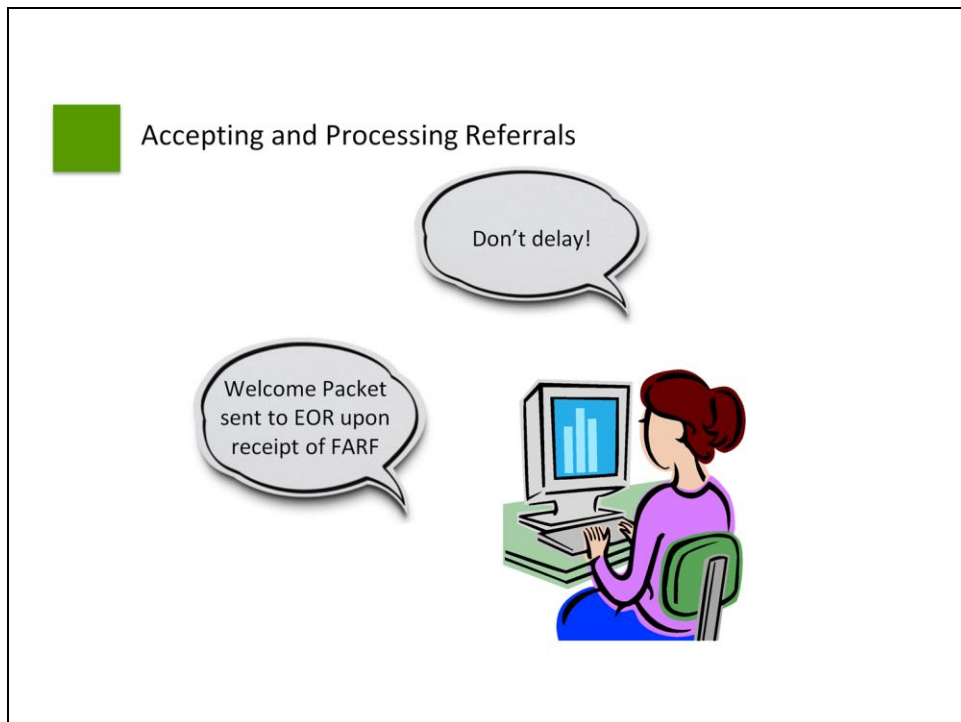 Accepting and Processing Referrals
Don’t delay!
Welcome Packet
sent to EOR upon
receipt of FARF